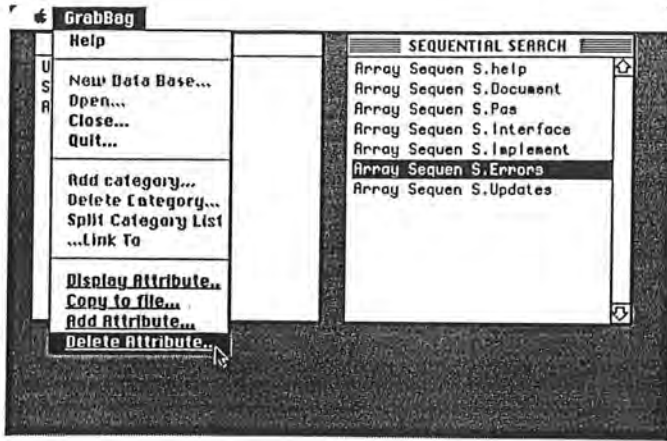 GrabBag
Help
New Data Base...
Open...
Close...
Quit...
Add category...
Delete Category...
Split Category List
...Link To
Display Attribute..
Copy to file...
Add Attribute...
Delete Attribute..
U
S
A
SEQUENTIAL SEARCH
Array Sequen S.help
Array Sequen S.Document
Array Sequen S.Pas
Array Sequen S.Interface
Array Sequen S.Implement
Array Sequen S.Errors
Array Sequen S.Updates